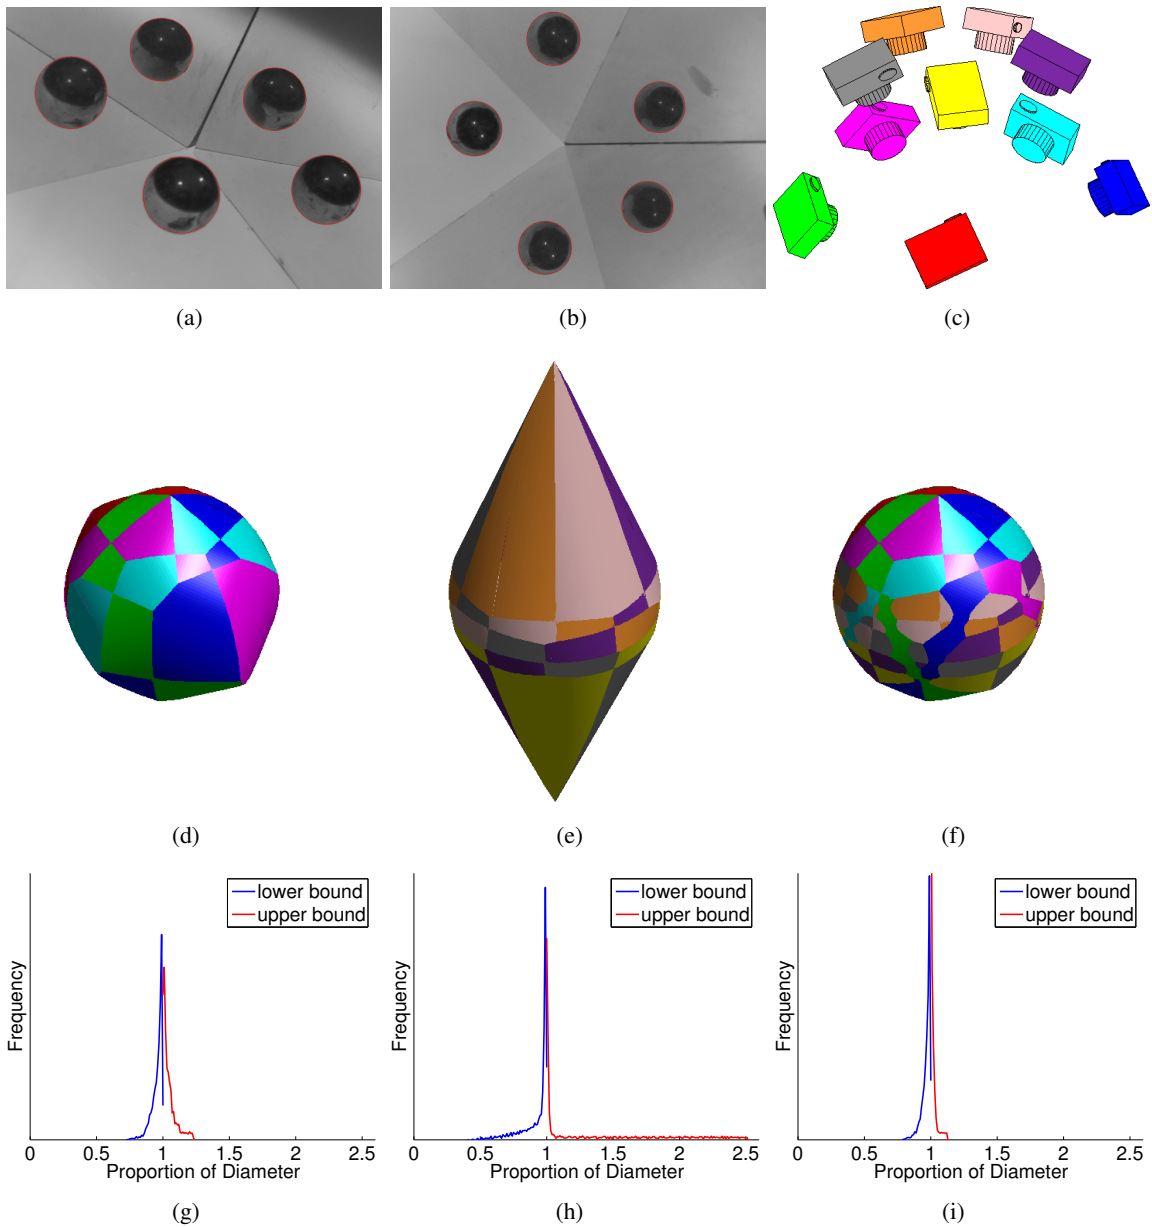 (a)
(b)
(c)
(d)
(e)
(f)
lower bound
upper bound
Frequency
0
0.5
1
1.5
2
2.5
Proportion of Diameter
(g)
lower bound
upper bound
Frequency
0
0.5
1
1.5
2
2.5
Proportion of Diameter
(h)
lower bound
upper bound
Frequency
0
0.5
1
1.5
2
2.5
Proportion of Diameter
(i)